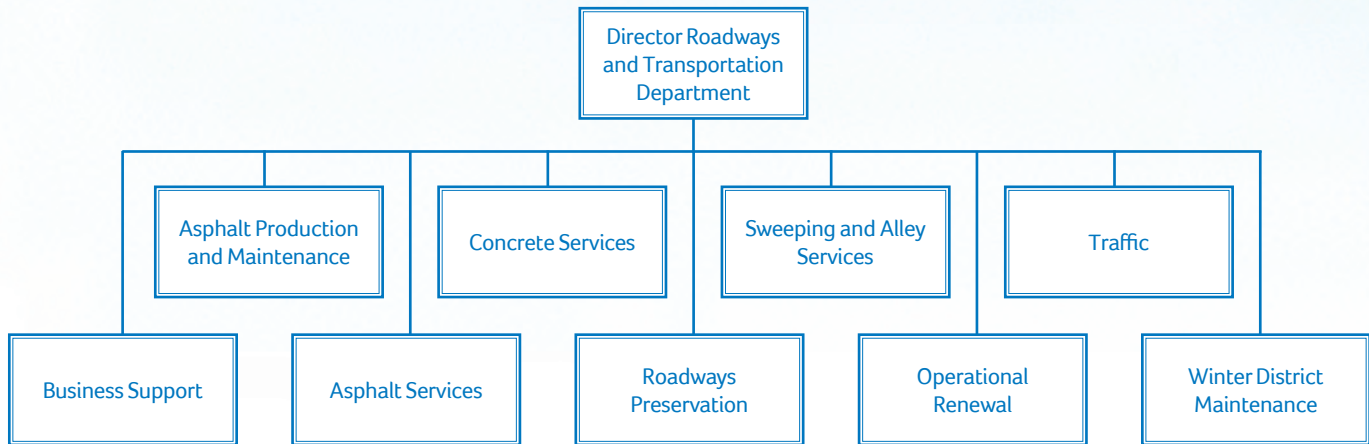 Director Roadways
and Transportation
Department
Asphalt Production
and Maintenance
Concrete Services
Sweeping and Alley
Services
Traffic
Business Support
Asphalt Services
Roadways
Preservation
Operational
Renewal
Winter District
Maintenance